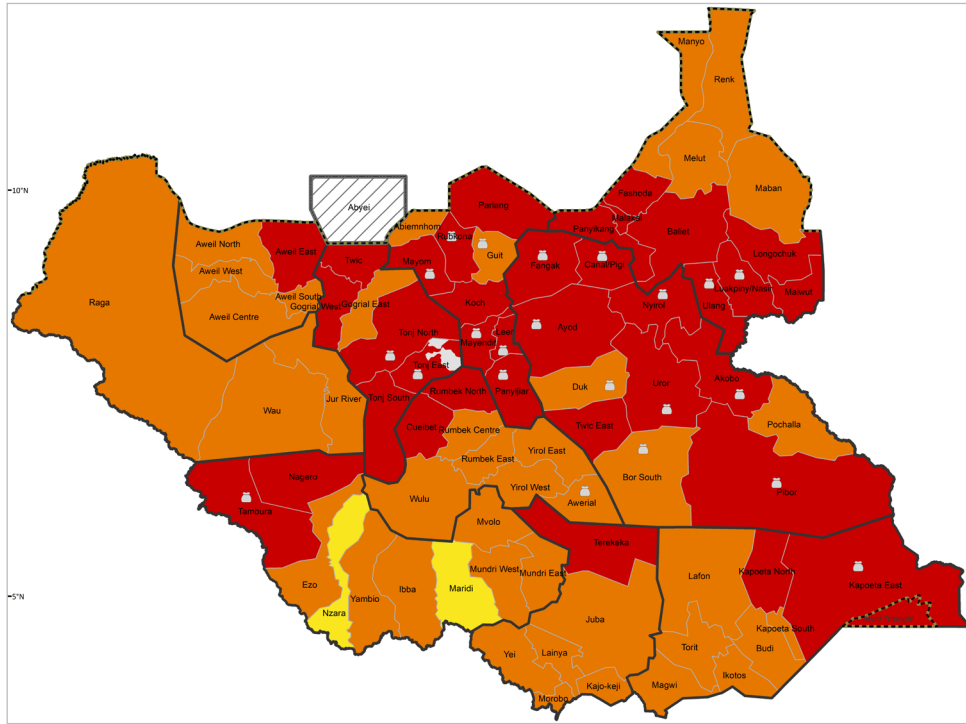 Manyo
Renk
Melut
Maban
10°N
Abyei
Fashoda
Pariang
Malakal
Panyikang
Baliet
Abiemnhom
Rubkona
Guit
Aweil North
Aweil East
Aweil West
Twic
Mayom
Fangak
Canal/Pigi
Longochuk
Luakpiny/Nasir
Maiwut
Ulang
Nyirol
Raga
Aweil South
Gogrial West
Gogrial East
Aweil Centre
Koch
Tonj North
Leer
Mayendit
Ayod
Tonj East
Duk
Uror
Akobo
Panyijiar
Rumbek North
Tonj South
Jur River
Wau
Cueibet
Rumbek Centre
Twic East
Pochalla
Rumbek East
Yirol East
Nagero
Bor South
Yirol West
Awerial
Pibor
Wulu
Tambura
Mvolo
Terekeka
Mundri West
Mundri East
Lafon
Kapoeta North
Kapoeta East
Ezo
Yambio
Ibba
Maridi
5°N
Nzara
Juba
Kapoeta South
Torit
Budi
Yei
Lainya
Ikotos
Kajo-keji
Magwi
Morobo